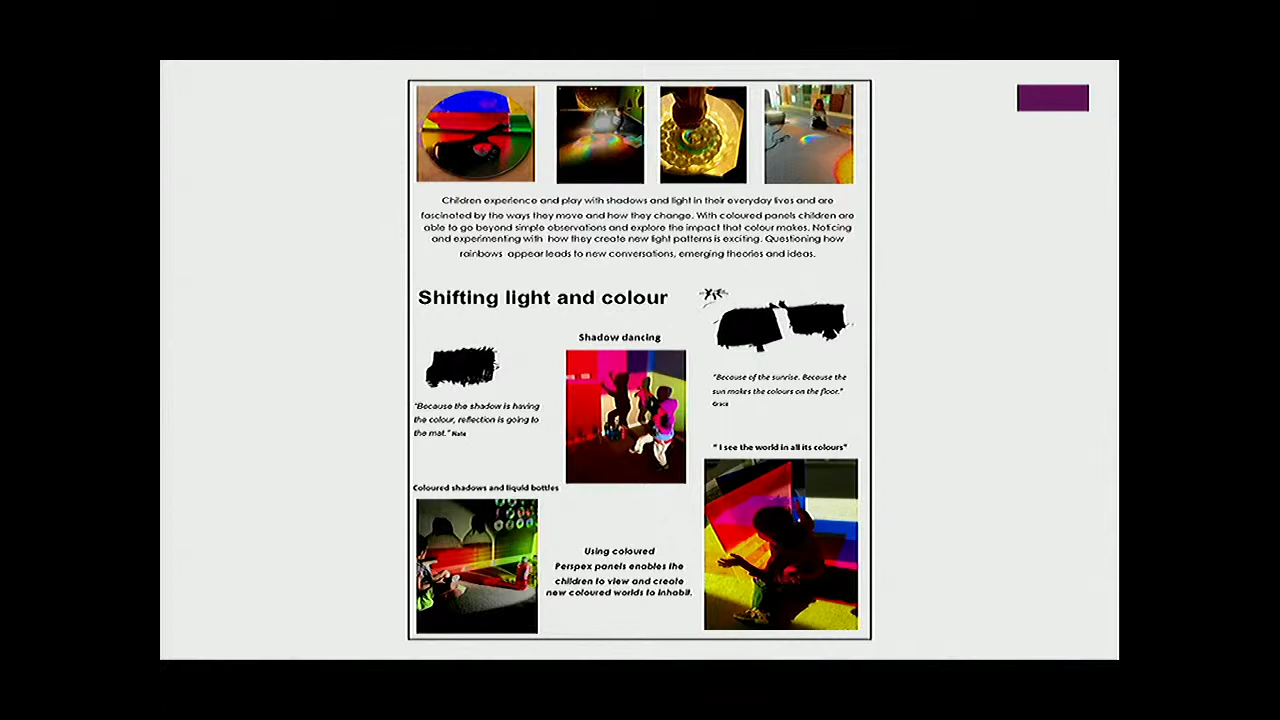 Children experience and play with shadows and light in their everyday lives and are
fascinated by the ways they move and how they change. With coloured panels children are
able to go beyond simple observations and explore the impact that colour makes. Noticing
and experimenting with how they create new light patterns is exciting. Questioning how
rainbows appear leads to new conversations, emerging theories and ideas.
Shifting light and colour
Shadow dancing
"Because the shadow is having
the colour, reflection is going to
the mat." Nate
"Because of the sunrise. Because the
sun makes the colours on the floor."
Grace
" I see the world in all its colours"
Coloured shadows and liquid bottles
Using coloured
Perspex panels enables the
children to view and create
new coloured worlds to inhabit.